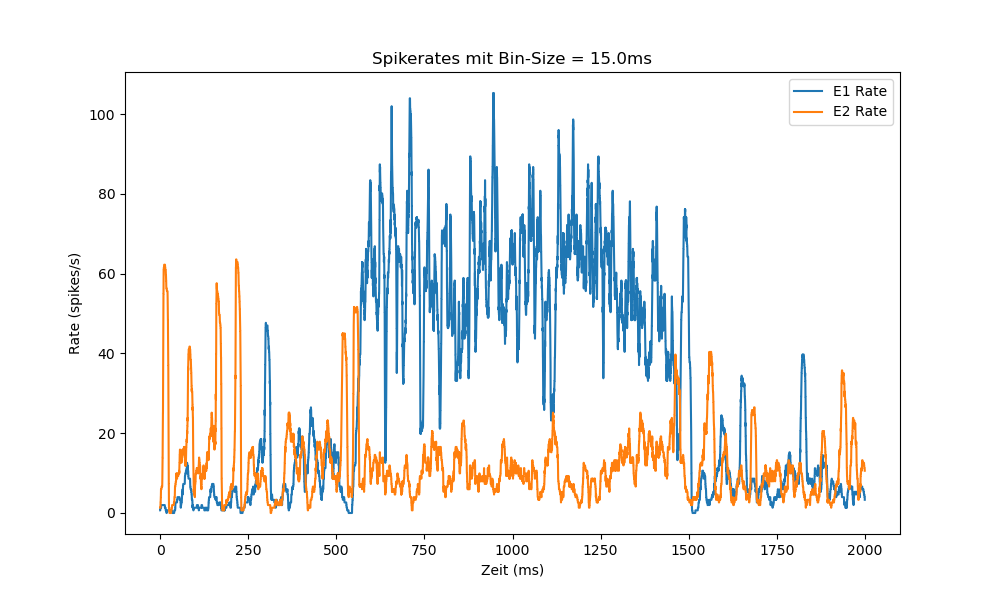 Spikerates mit Bin-Size = 15.0ms
E1 Rate
E2 Rate
Rate (spikes/s)
100
80
60
40
20
0
0 250 500 750 1000 1250 1500 1750 2000
Zeit (ms)